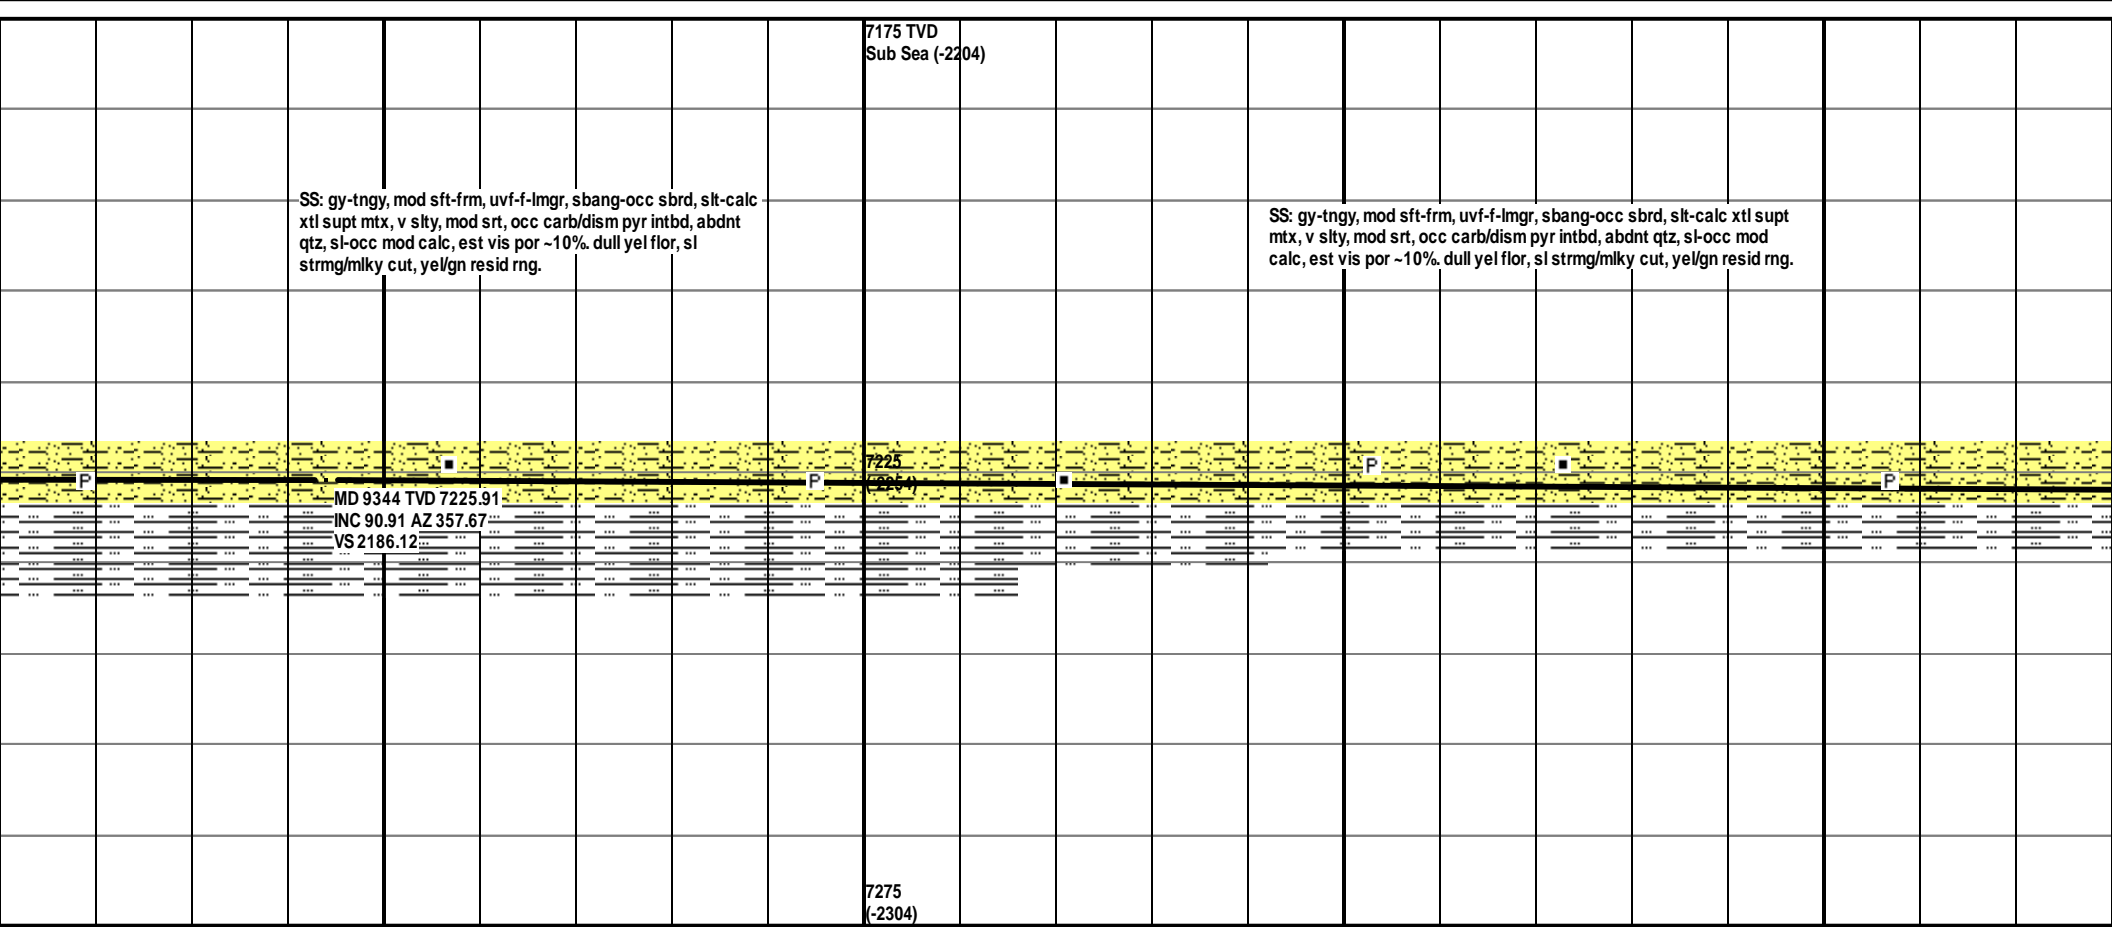 7175 TVD
Sub Sea (-2204)
SS: gy-tngy, mod sft-frm, uvf-f-lmgr, sbang-occ sbrd, slt-calc
xtl supt mtx, v slty, mod srt, occ carb/dism pyr intbd, abdnt
qtz, sl-occ mod calc, est vis por ~10%. dull yel flor, sl
strmg/mlky cut, yel/gn resid rng.
SS: gy-tngy, mod sft-frm, uvf-f-lmgr, sbang-occ sbrd, slt-calc xtl supt
mtx, v slty, mod srt, occ carb/dism pyr intbd, abdnt qtz, sl-occ mod
calc, est vis por ~10%. dull yel flor, sl strmg/mlky cut, yel/gn resid rng.
P
P
7225
(-2254)
P
P
MD 9344 TVD 7225.91
INC 90.91 AZ 357.67
VS 2186.12
7275
(-2304)